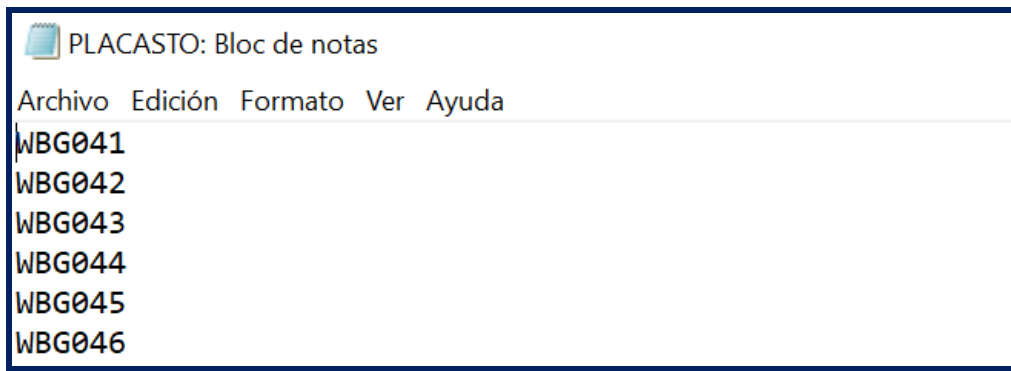 PLACASTO: Bloc de notas
Archivo Edición Formato Ver Ayuda
WBG041
WBG042
WBG043
WBG044
WBG045
WBG046